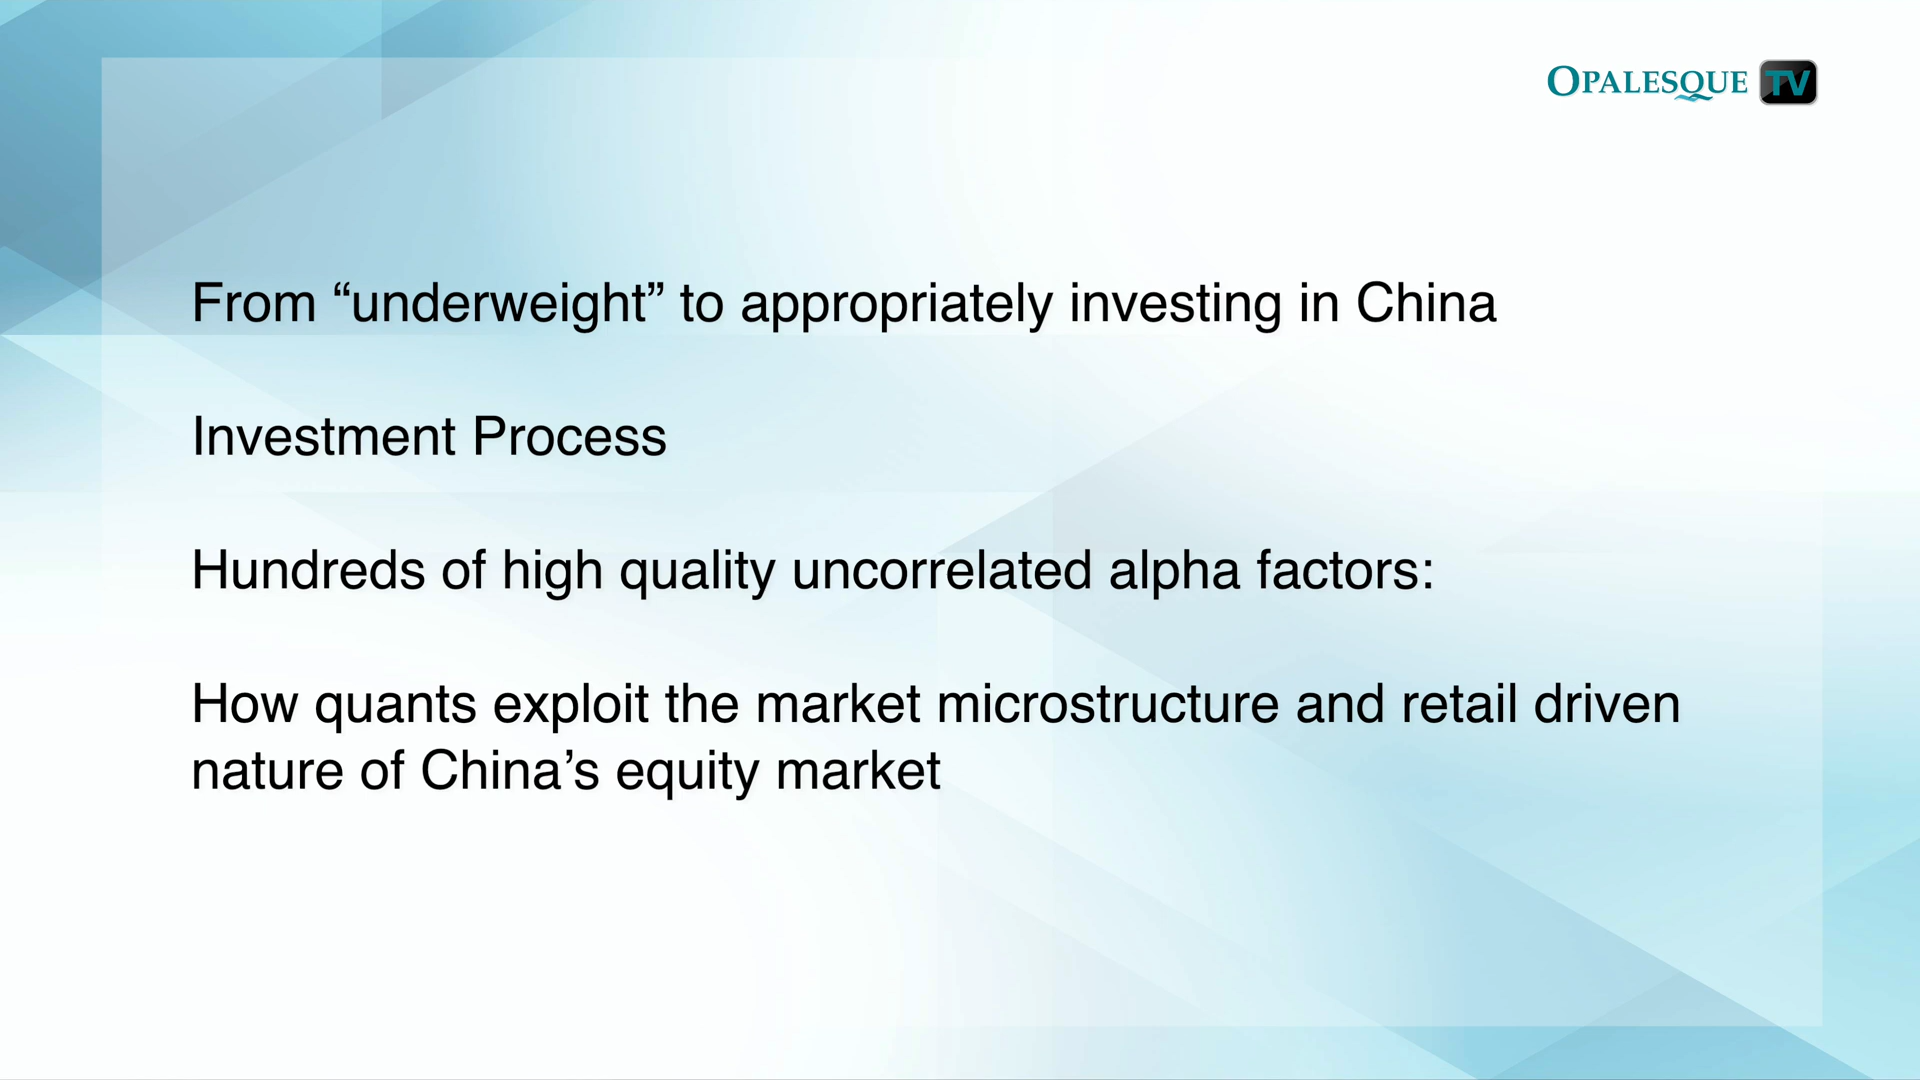 OPALESQUE TV
From “underweight” to appropriately investing in China
Investment Process
Hundreds of high quality uncorrelated alpha factors:
How quants exploit the market microstructure and retail driven
nature of China’s equity market